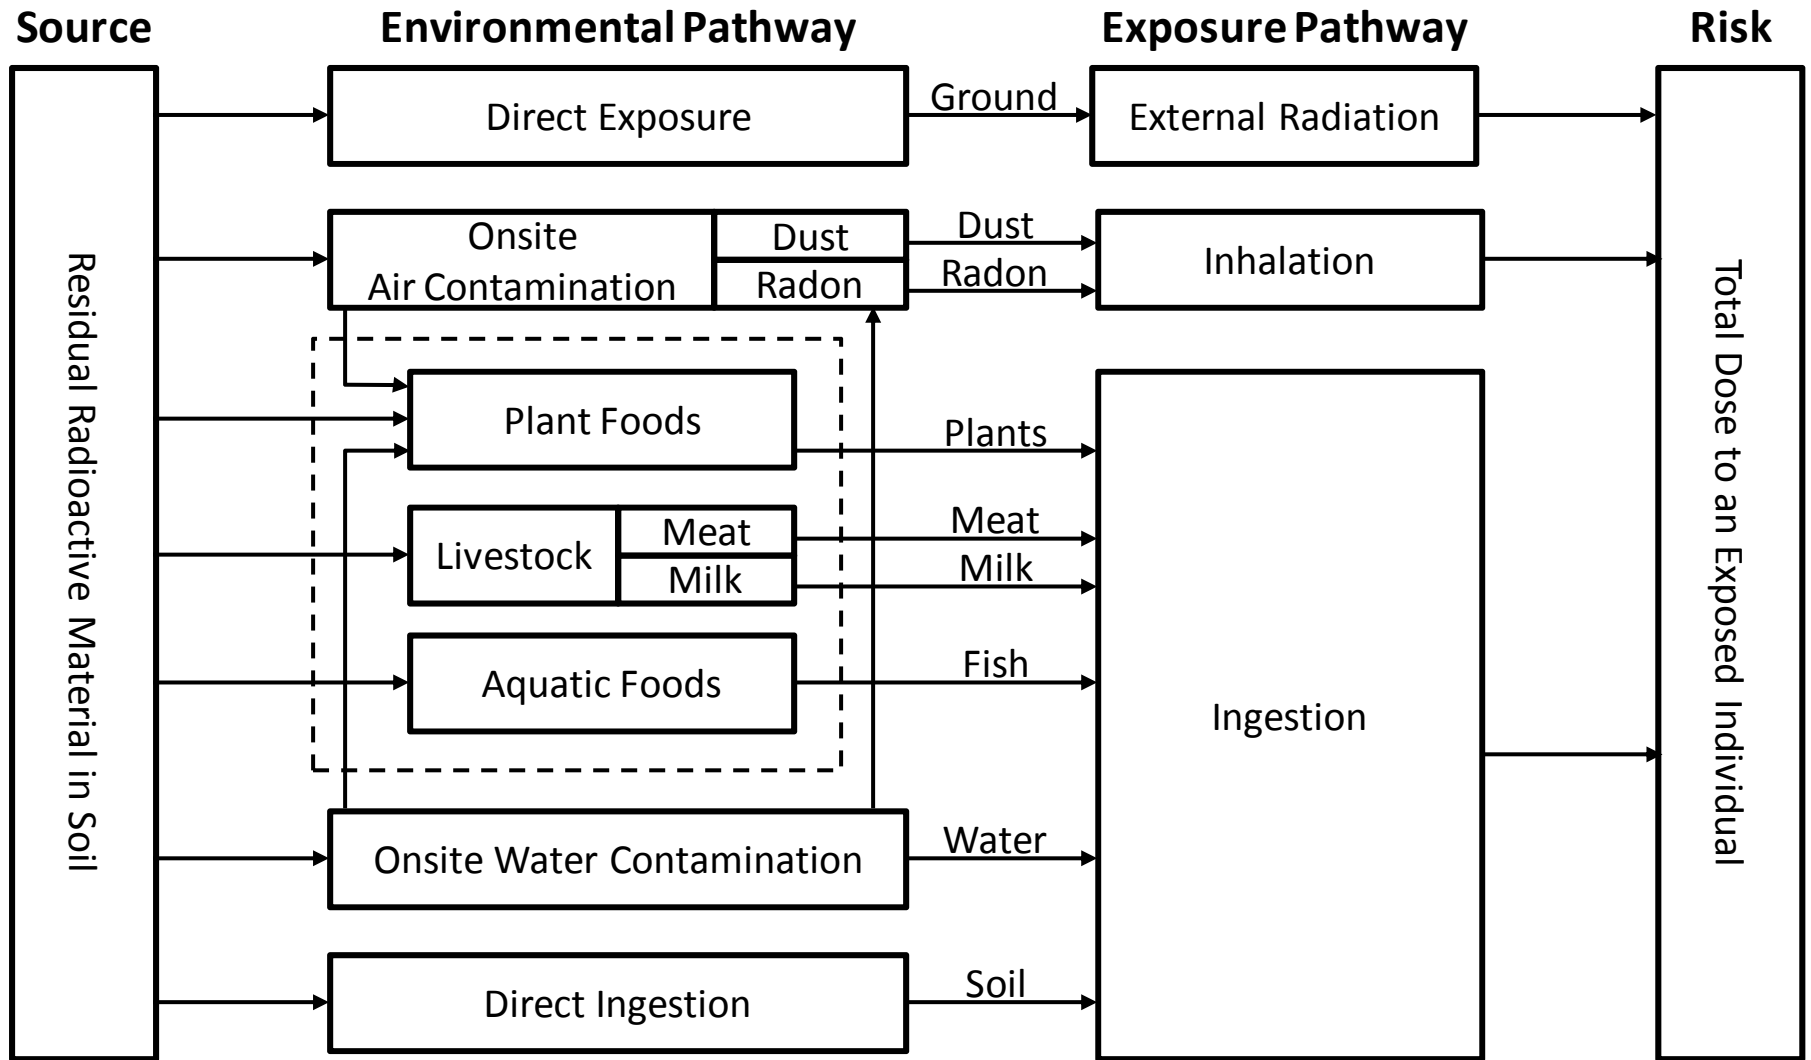 Source
Environmental Pathway
Exposure Pathway
Risk
Residual Radioactive Material in Soil
Direct Exposure
Ground
External Radiation
Onsite
Air Contamination
Dust
Radon
Dust
Radon
Inhalation
Plant Foods
Plants
Livestock
Meat
Milk
Meat
Milk
Aquatic Foods
Fish
Ingestion
Onsite Water Contamination
Water
Direct Ingestion
Soil
Total Dose to an Exposed Individual